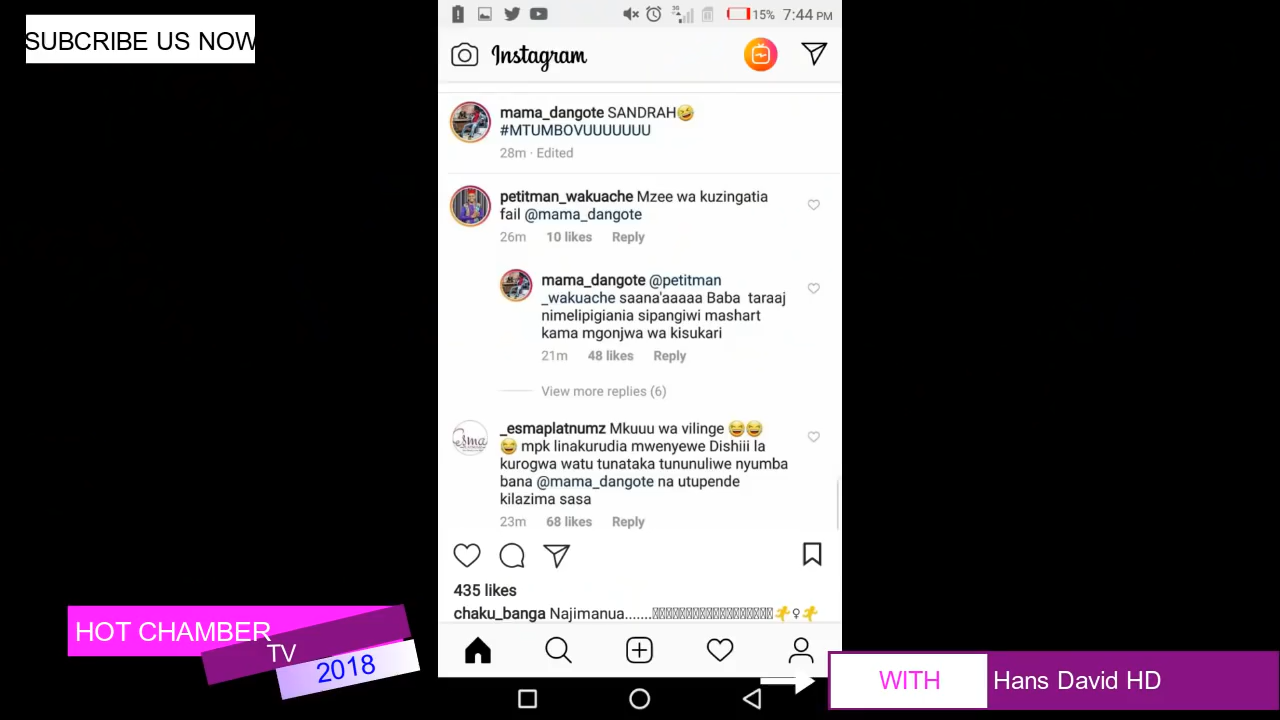 SUBCRIBE US NOW
3G 15% 7:44 PM
Instagram
mama_dangote SANDRAH🤣
#MTUMBOVUUUUUUU
28m · Edited
petitman_wakuache Mzee wa kuzingatia
fail @mama_dangote
26m 10 likes Reply
mama_dangote @petitman
_wakuache saana'aaaaa Baba taraaj
nimelipigiania sipangiwi mashart
kama mgonjwa wa kisukari
21m 48 likes Reply
View more replies (6)
esma
_esmaplatnumz Mkuuu wa vilinge 😂😂
😂 mpk linakurudia mwenyewe Dishiii la
kurogwa watu tunataka tununuliwe nyumba
bana @mama_dangote na utupende
kilazima sasa
23m 68 likes Reply
435 likes
chaku_banga Najimanua.......
HOT CHAMBER
TV
2018
WITH Hans David HD